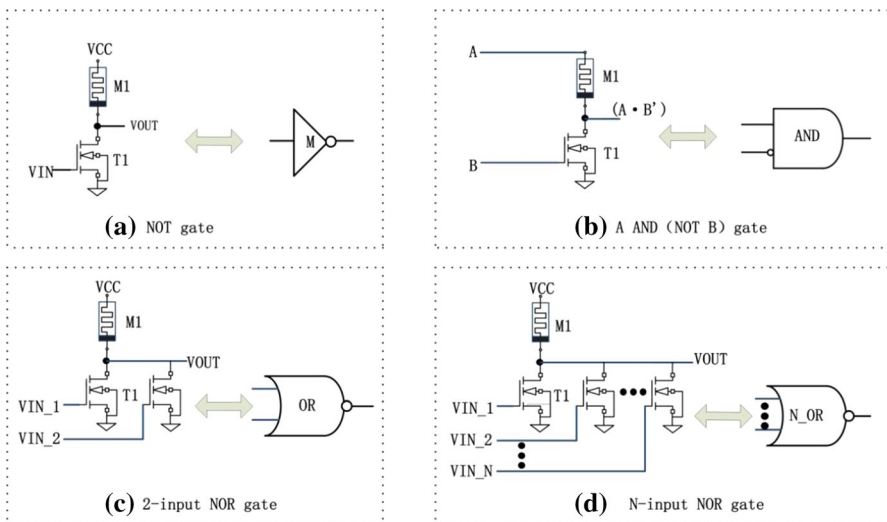 VCC
M1
VOUT
T1
VIN
M
(a) NOT gate
A
M1
(A·B')
T1
B
AND
(b) A AND (NOT B) gate
VCC
M1
VOUT
T1
VIN_1
VIN_2
OR
(c) 2-input NOR gate
VCC
M1
VOUT
T1
VIN_1
VIN_2
VIN_N
N_OR
(d) N-input NOR gate